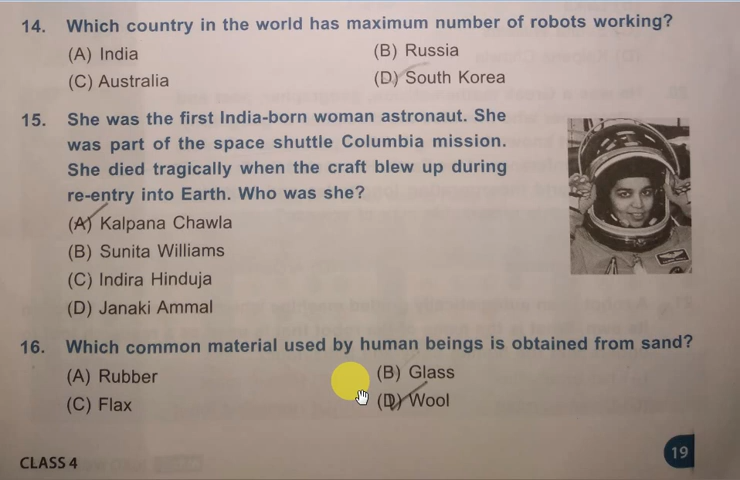 14. Which country in the world has maximum number of robots working?
(A) India (B) Russia
(C) Australia (D) South Korea
15. She was the first India-born woman astronaut. She
was part of the space shuttle Columbia mission.
She died tragically when the craft blew up during
re-entry into Earth. Who was she?
(A) Kalpana Chawla
(B) Sunita Williams
(C) Indira Hinduja
(D) Janaki Ammal
16. Which common material used by human beings is obtained from sand?
(A) Rubber (B) Glass
(C) Flax (D) Wool
CLASS 4 19